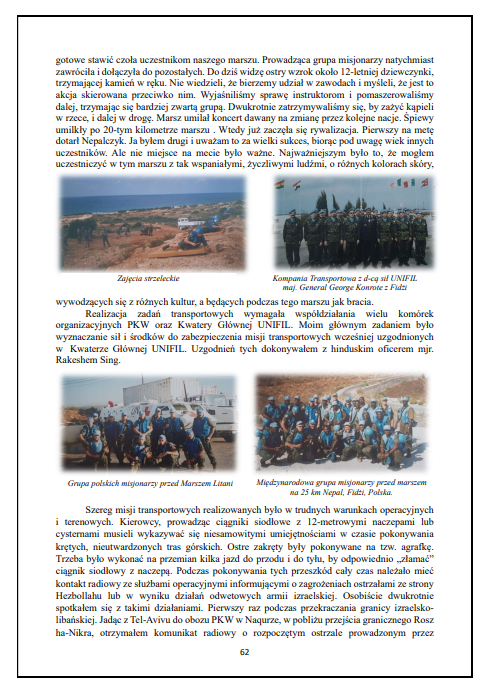 gotowe stawić czoła uczestnikom naszego marszu. Prowadząca grupa misjonarzy natychmiast
zawróciła i dołączyła do pozostałych. Do dziś widzę ostry wzrok około 12-letniej dziewczynki,
trzymającej kamień w ręku. Nie wiedzieli, że bierzemy udział w zawodach i myśleli, że jest to
akcja skierowana przeciwko nim. Wyjaśniliśmy sprawę instruktorom i pomaszerowaliśmy
dalej, trzymając się bardziej zwartą grupą. Dwukrotnie zatrzymywaliśmy się, by zażyć kąpieli
w rzece, i dalej w drogę. Marsz umilał koncert dawany na zmianę przez kolejne nacje. Śpiewy
umilkły po 20-tym kilometrze marszu . Wtedy już zaczęła się rywalizacja. Pierwszy na metę
dotarł Nepalczyk. Ja byłem drugi i uważam to za wielki sukces, biorąc pod uwagę wiek innych
uczestników. Ale nie miejsce na mecie było ważne. Najważniejszym było to, że mogłem
uczestniczyć w tym marszu z tak wspaniałymi, życzliwymi ludźmi, o różnych kolorach skóry,
Zajęcia strzeleckie
Kompania Transportowa z d-cą sił UNIFIL
maj. General George Konrote z Fidżi
wywodzących się z różnych kultur, a będących podczas tego marszu jak bracia.
Realizacja zadań transportowych wymagała współdziałania wielu komórek
organizacyjnych PKW oraz Kwatery Głównej UNIFIL. Moim głównym zadaniem było
wyznaczanie sił i środków do zabezpieczenia misji transportowych wcześniej uzgodnionych
w Kwaterze Głównej UNIFIL. Uzgodnień tych dokonywałem z hinduskim oficerem mjr.
Rakeshem Sing.
Grupa polskich misjonarzy przed Marszem Litani
Międzynarodowa grupa misjonarzy przed marszem
na 25 km Nepal, Fidżi, Polska.
Szereg misji transportowych realizowanych było w trudnych warunkach operacyjnych
i terenowych. Kierowcy, prowadząc ciągniki siodłowe z 12-metrowymi naczepami lub
cysternami musieli wykazywać się niesamowitymi umiejętnościami w czasie pokonywania
krętych, nieutwardzonych tras górskich. Ostre zakręty były pokonywane na tzw. agrafkę.
Trzeba było wykonać na przemian kilka jazd do przodu i do tyłu, by odpowiednio „złamać”
ciągnik siodłowy z naczepą. Podczas pokonywania tych przeszkód cały czas należało mieć
kontakt radiowy ze służbami operacyjnymi informującymi o zagrożeniach ostrzałami ze strony
Hezbollahu lub w wyniku działań odwetowych armii izraelskiej. Osobiście dwukrotnie
spotkałem się z takimi działaniami. Pierwszy raz podczas przekraczania granicy izraelsko-
libańskiej. Jadąc z Tel-Avivu do obozu PKW w Naqurze, w pobliżu przejścia granicznego Rosz
ha-Nikra, otrzymałem komunikat radiowy o rozpoczętym ostrzale prowadzonym przez
62